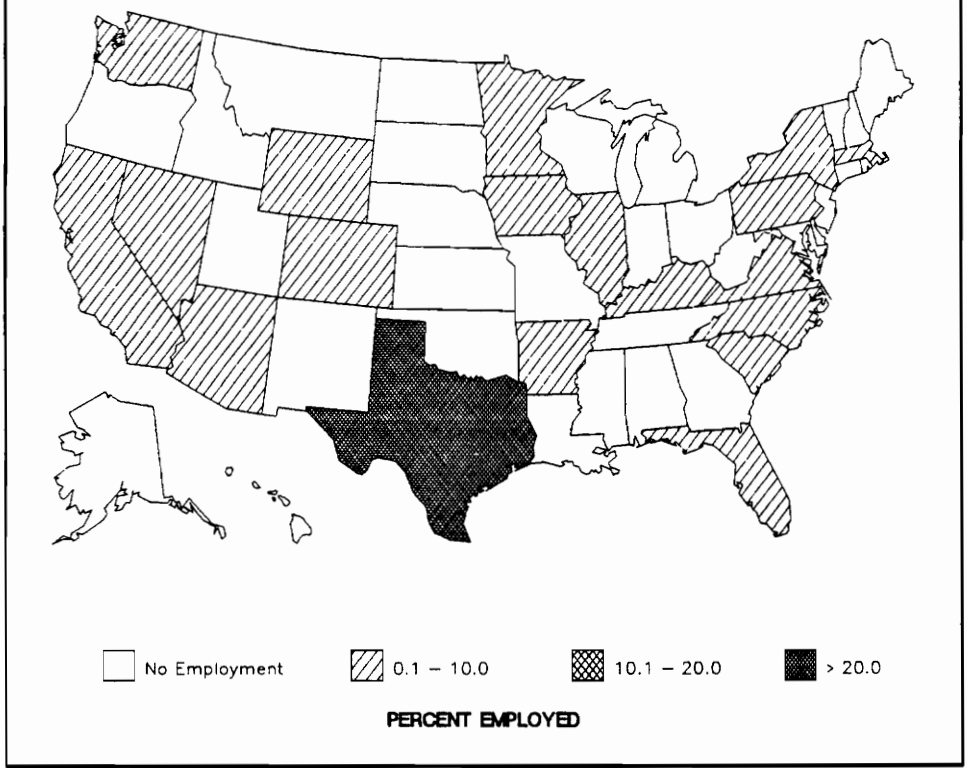 No Employment 0.1 – 10.0 10.1 – 20.0 > 20.0
PERCENT EMPLOYED